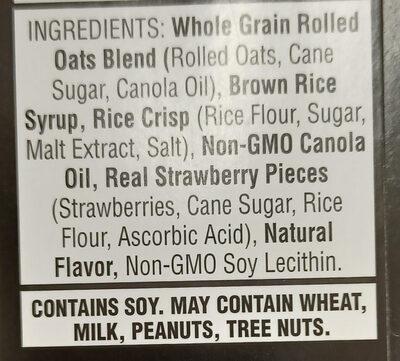 INGREDIENTS: Whole Grain Rolled
Oats Blend (Rolled Oats, Cane
Sugar, Canola Oil), Brown Rice
Syrup, Rice Crisp (Rice Flour, Sugar,
Malt Extract, Salt), Non-GMO Canola
Oil, Real Strawberry Pieces
(Strawberries, Cane Sugar, Rice
Flour, Ascorbic Acid), Natural
Flavor, Non-GMO Soy Lecithin.
CONTAINS SOY. MAY CONTAIN WHEAT,
MILK, PEANUTS, TREE NUTS.